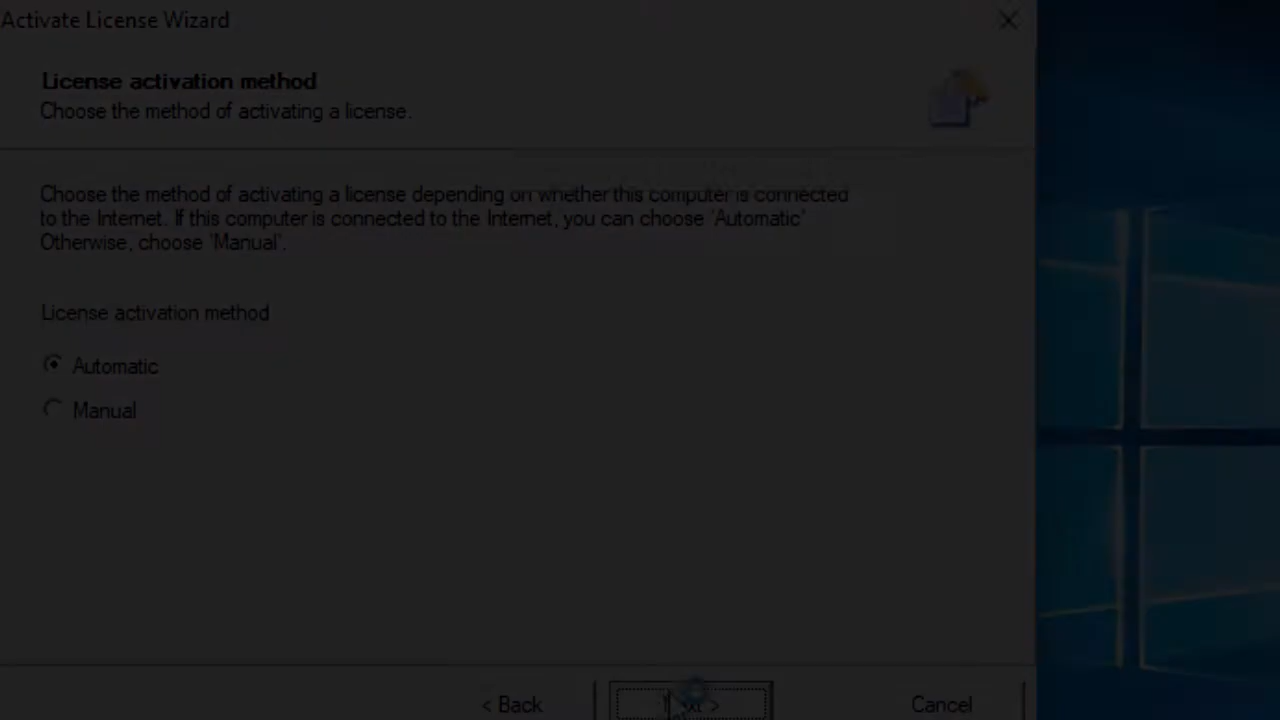 Activate License Wizard
License activation method
Choose the method of activating a license.
Choose the method of activating a license depending on whether this computer is connected
to the Internet. If this computer is connected to the Internet, you can choose 'Automatic'
Otherwise, choose 'Manual'.
License activation method
Automatic
Manual
< Back
Cancel